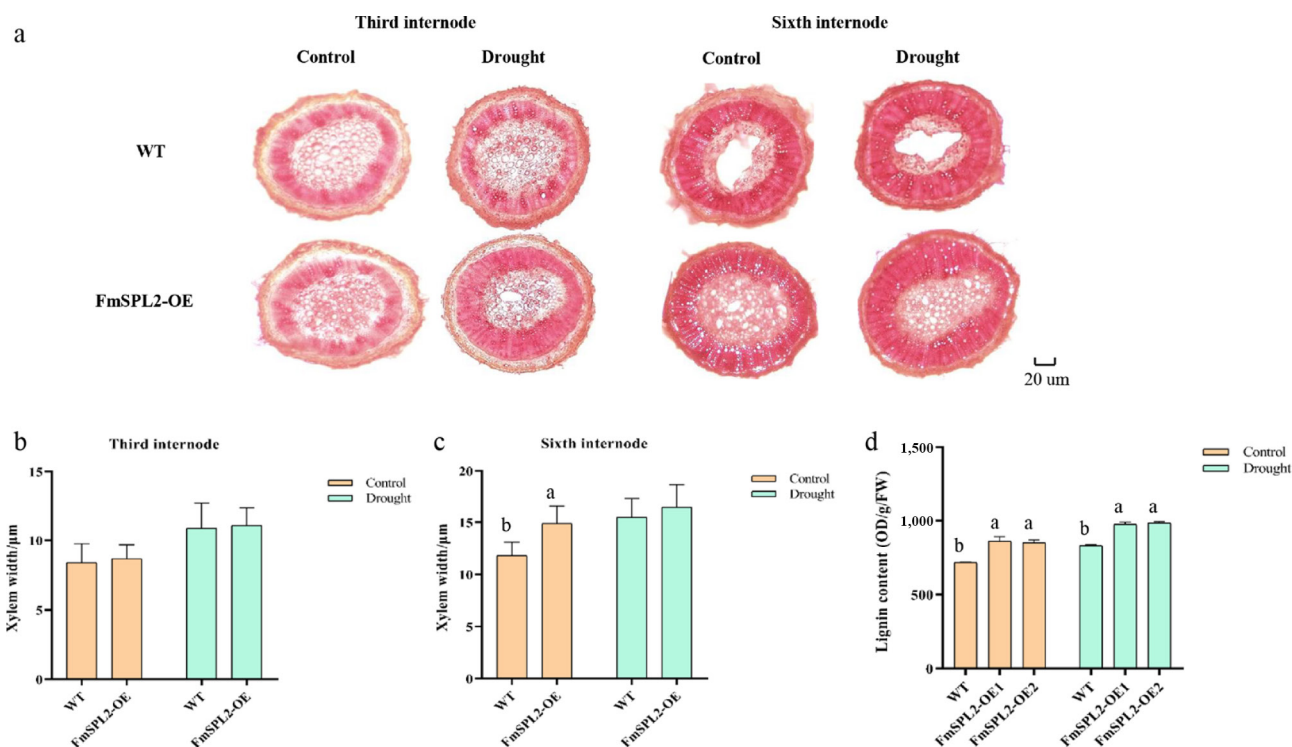 a
Third internode
Sixth internode
Control
Drought
Control
Drought
WT
FmSPL2-OE
20 um
b
Third internode
Xylem width/μm
15
10
5
0
WT
FmSPL2-OE
WT
FmSPL2-OE
Control
Drought
c
Sixth internode
Xylem width/μm
20
15
10
5
0
b
a
WT
FmSPL2-OE
WT
FmSPL2-OE
Control
Drought
d
Lignin content (OD/g/FW)
1,500
1,000
500
0
b
a
a
b
a
a
WT
FmSPL2-OE1
FmSPL2-OE2
WT
FmSPL2-OE1
FmSPL2-OE2
Control
Drought